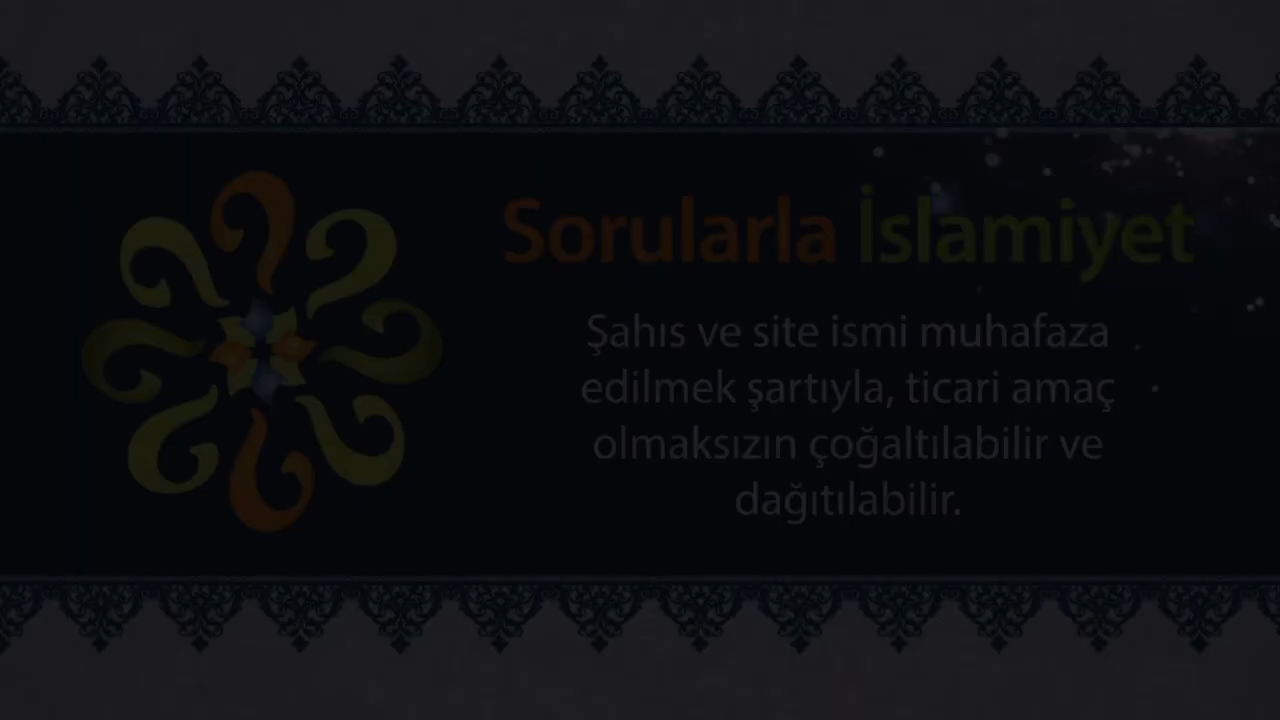 Sorularla İslamiyet
Şahıs ve site ismi muhafaza
edilmek şartıyla, ticari amaç
olmaksızın çoğaltılabilir ve
dağıtılabilir.